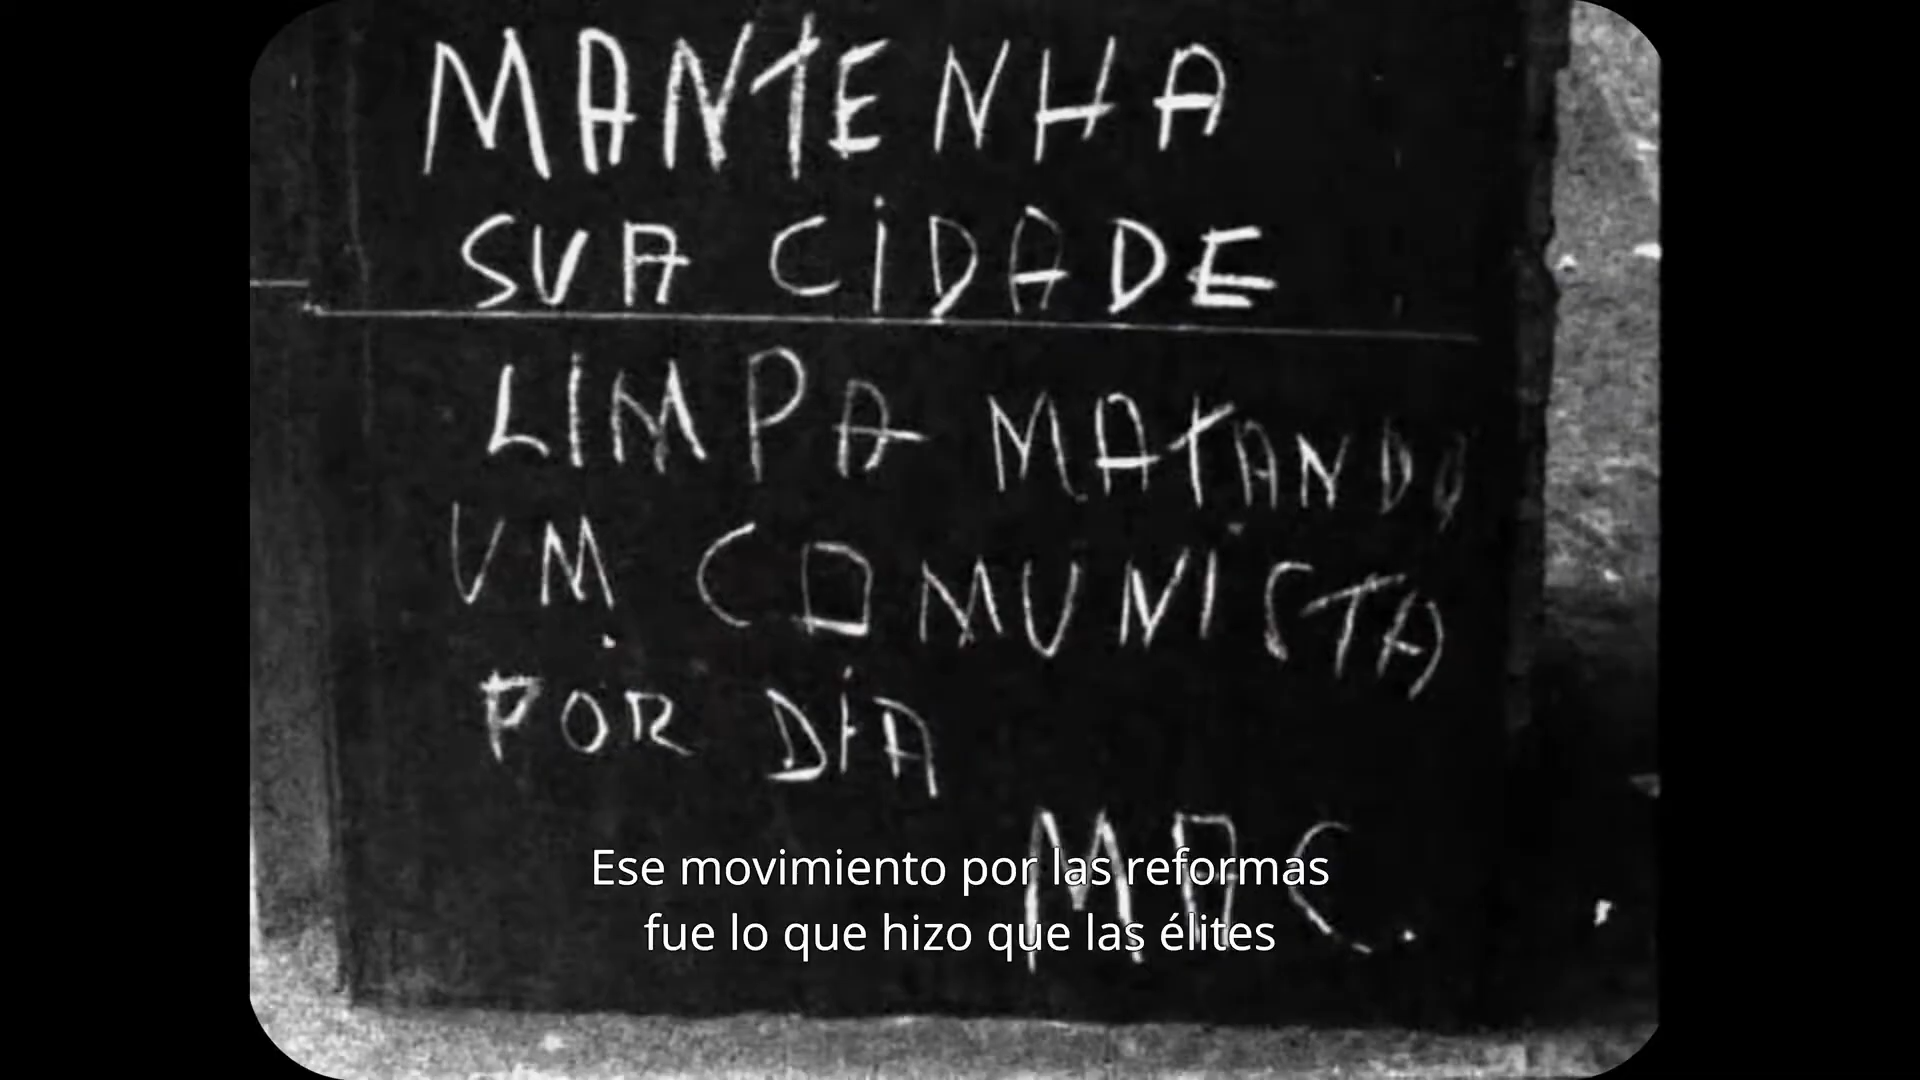 MANTENHA
SUA CIDADE
LIMPA MATANDO
UM COMUNISTA
POR DIA
MAC.
Ese movimiento por las reformas
fue lo que hizo que las élites